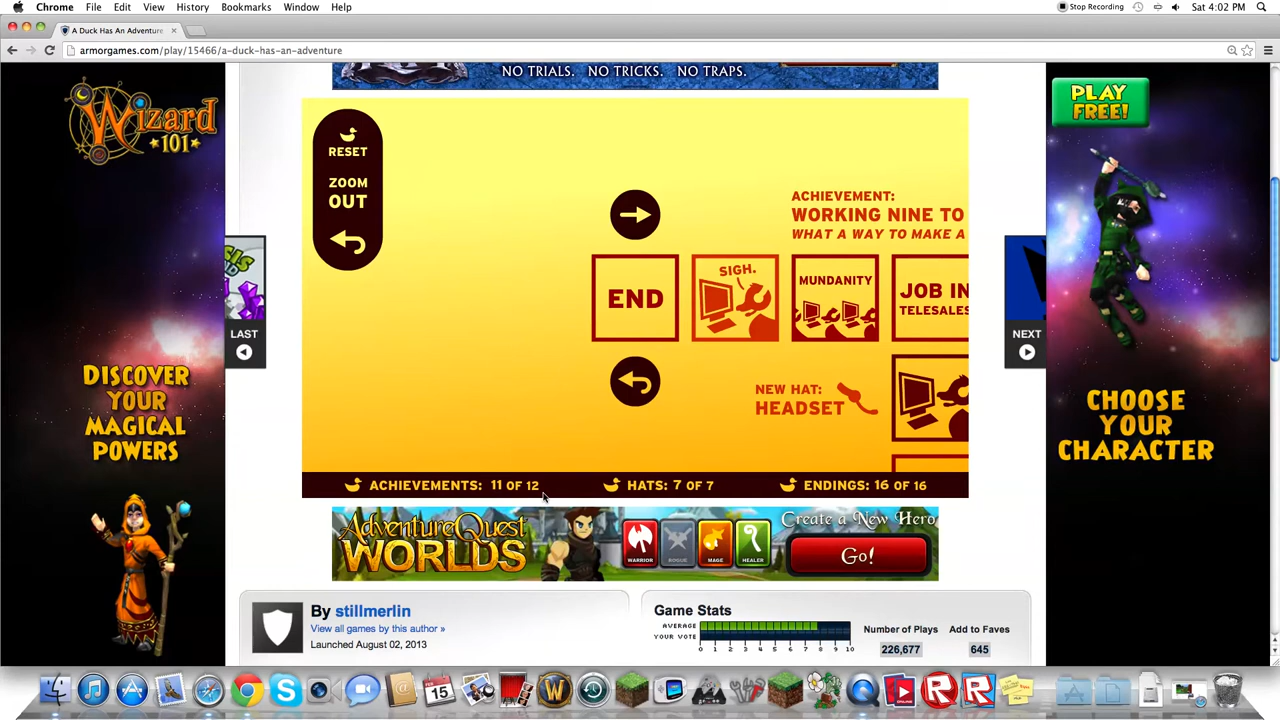 Chrome File Edit View History Bookmarks Window Help
Stop Recording
Sat 4:02 PM
A Duck Has An Adventure
armorgames.com/play/15466/a-duck-has-an-adventure
NO TRIALS. NO TRICKS. NO TRAPS.
Wizard
101
DISCOVER
YOUR
MAGICAL
POWERS
LAST
RESET
ZOOM
OUT
ACHIEVEMENT:
WORKING NINE TO
WHAT A WAY TO MAKE A
END
SIGH.
MUNDANITY
JOB IN
TELESALES
NEW HAT:
HEADSET
ACHIEVEMENTS: 11 OF 12
HATS: 7 OF 7
ENDINGS: 16 OF 16
NEXT
PLAY
FREE!
CHOOSE
YOUR
CHARACTER
AdventureQuest
WORLDS
WARRIOR
ROGUE
MAGE
HEALER
Create a New Hero
Go!
By stillmerlin
View all games by this author »
Launched August 02, 2013
Game Stats
AVERAGE
YOUR VOTE
0 1 2 3 4 5 6 7 8 9 10
Number of Plays
226,677
Add to Faves
645
FEB
15
ONLINE